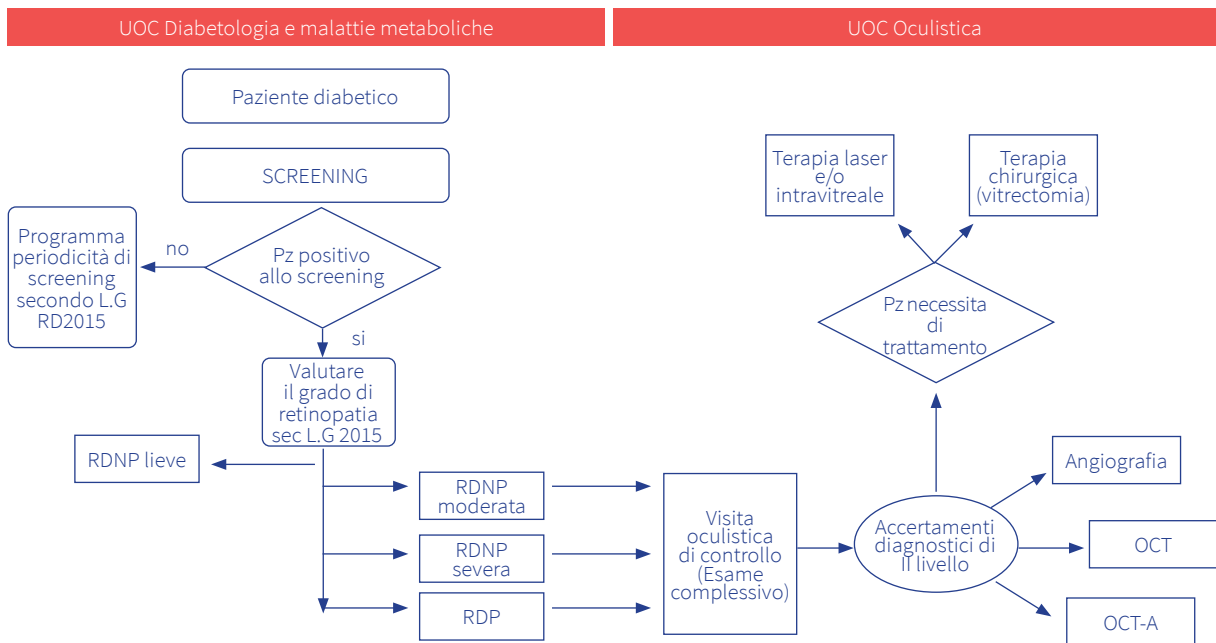 UOC Diabetologia e malattie metaboliche
UOC Oculistica
Paziente diabetico
SCREENING
Programma
periodicità di
screening
secondo L.G
RD2015
no
Pz positivo
allo screening
si
Valutare
il grado di
retinopatia
sec L.G 2015
RDNP lieve
RDNP
moderata
RDNP
severa
RDP
Visita
oculistica
di controllo
(Esame
complessivo)
Terapia laser
e/o
intravitreale
Terapia
chirurgica
(vitrectomia)
Pz necessita
di
trattamento
Accertamenti
diagnostici di
II livello
Angiografia
OCT
OCT-A